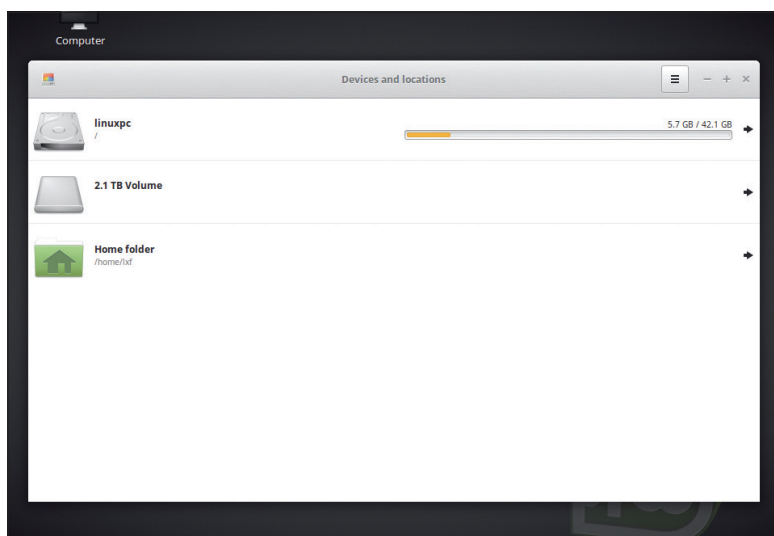 Computer
Devices and locations
linuxpc
/
5.7 GB / 42.1 GB
2.1 TB Volume
Home folder
/home/lxf